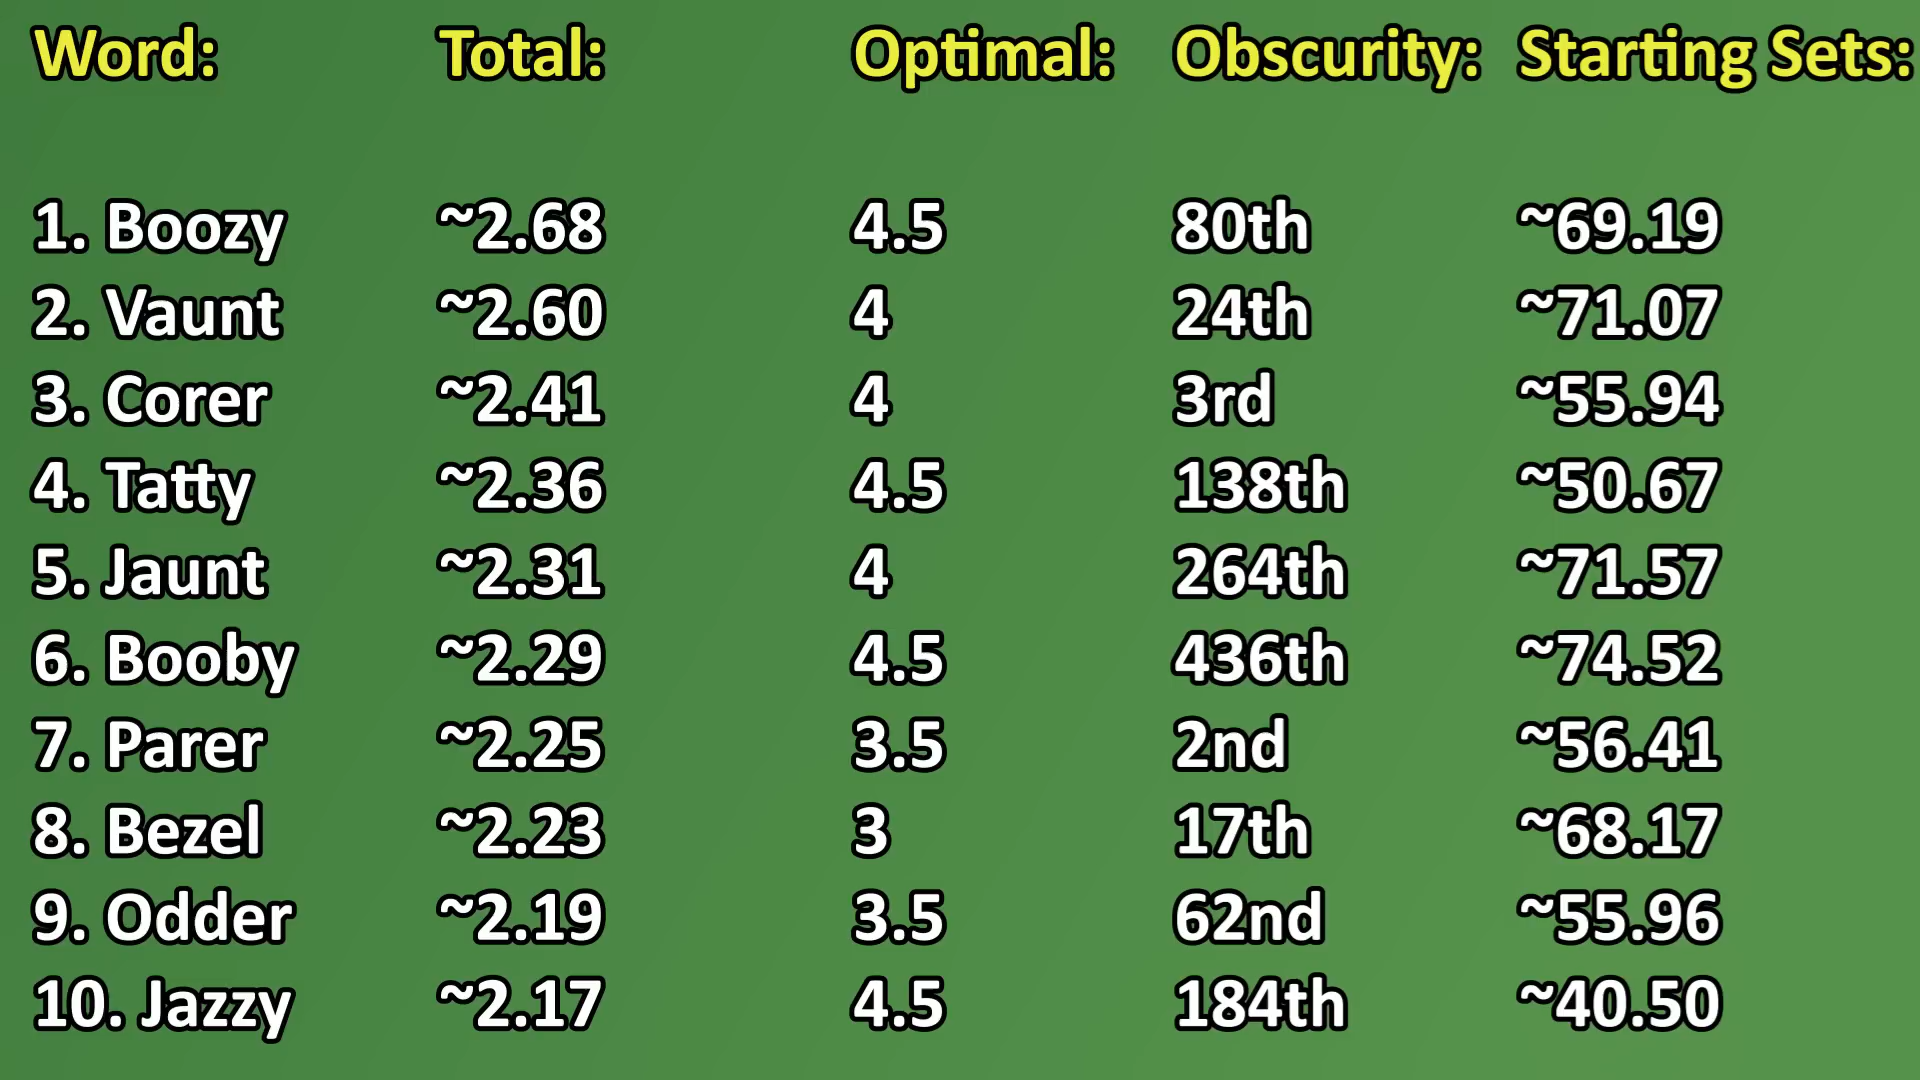 Word: Total: Optimal: Obscurity: Starting Sets:
1. Boozy ~2.68 4.5 80th ~69.19
2. Vaunt ~2.60 4 24th ~71.07
3. Corer ~2.41 4 3rd ~55.94
4. Tatty ~2.36 4.5 138th ~50.67
5. Jaunt ~2.31 4 264th ~71.57
6. Booby ~2.29 4.5 436th ~74.52
7. Parer ~2.25 3.5 2nd ~56.41
8. Bezel ~2.23 3 17th ~68.17
9. Odder ~2.19 3.5 62nd ~55.96
10. Jazzy ~2.17 4.5 184th ~40.50